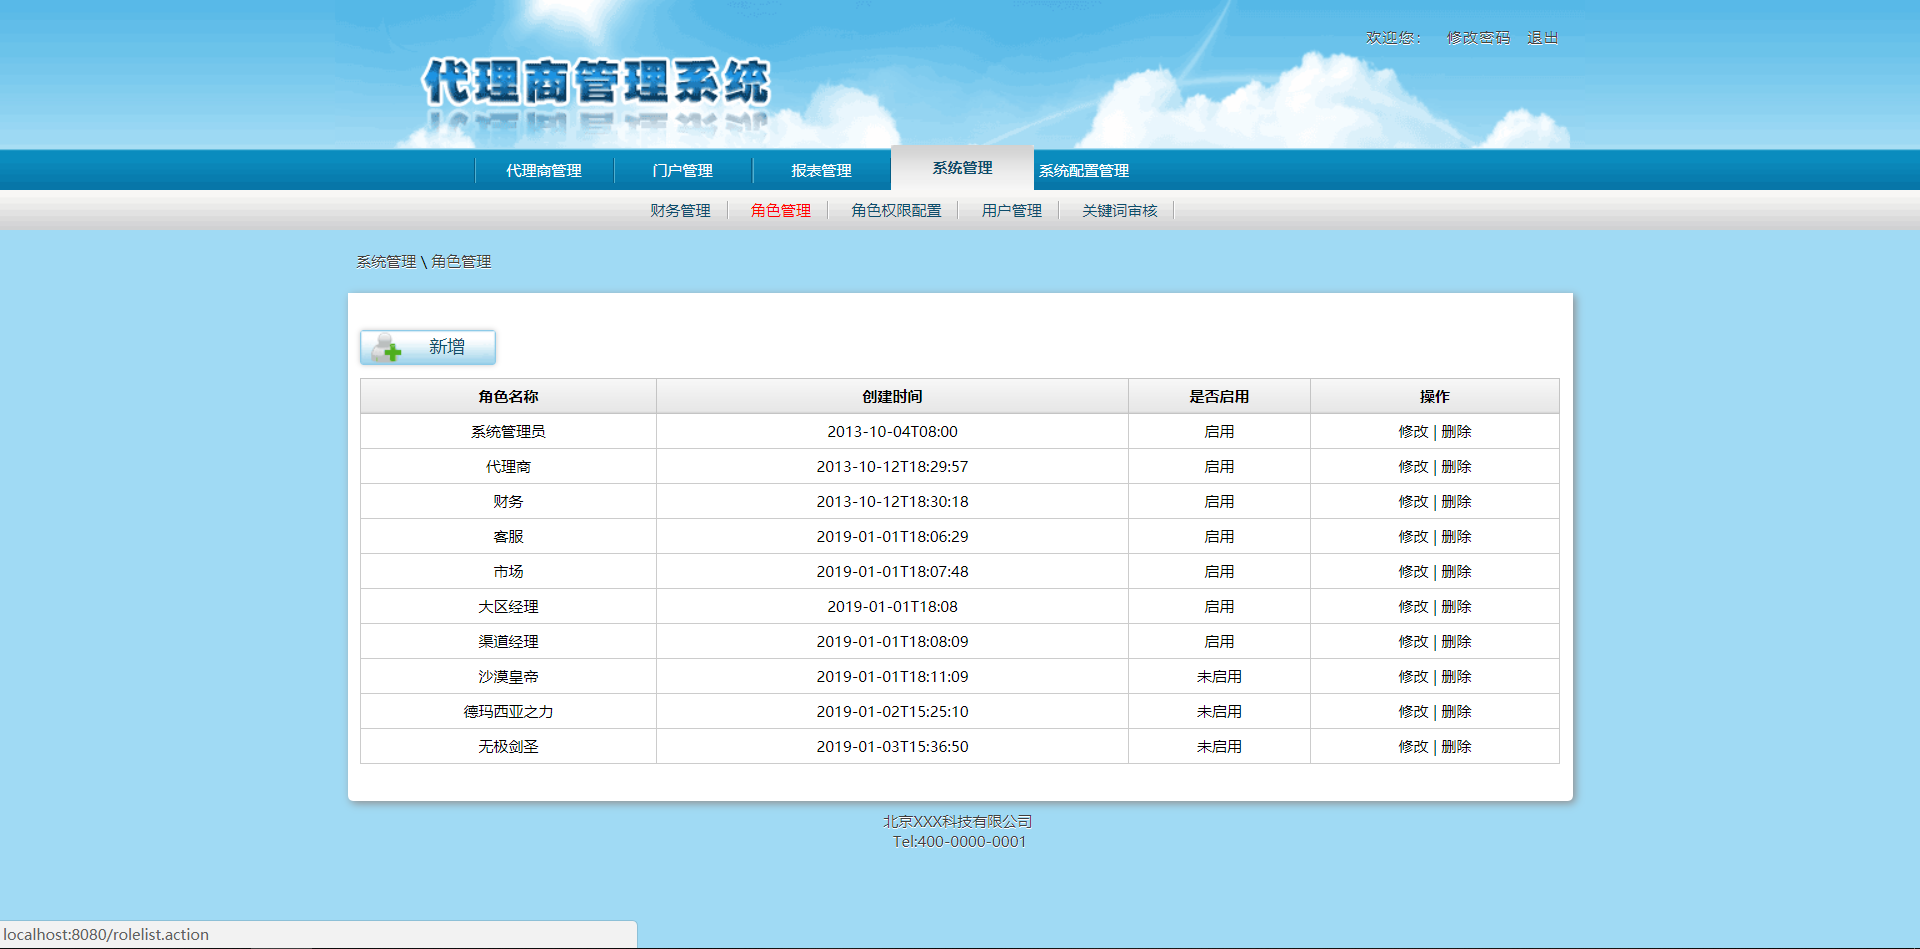 欢迎您： 修改密码 退出
代理商管理系统
代理商管理 门户管理 报表管理 系统管理 系统配置管理
财务管理 角色管理 角色权限配置 用户管理 关键词审核
系统管理 \ 角色管理
新增
角色名称 创建时间 是否启用 操作
系统管理员 2013-10-04T08:00 启用 修改 | 删除
代理商 2013-10-12T18:29:57 启用 修改 | 删除
财务 2013-10-12T18:30:18 启用 修改 | 删除
客服 2019-01-01T18:06:29 启用 修改 | 删除
市场 2019-01-01T18:07:48 启用 修改 | 删除
大区经理 2019-01-01T18:08 启用 修改 | 删除
渠道经理 2019-01-01T18:08:09 启用 修改 | 删除
沙漠皇帝 2019-01-01T18:11:09 未启用 修改 | 删除
德玛西亚之力 2019-01-02T15:25:10 未启用 修改 | 删除
无极剑圣 2019-01-03T15:36:50 未启用 修改 | 删除
北京XXX科技有限公司
Tel:400-0000-0001
localhost:8080/rolelist.action